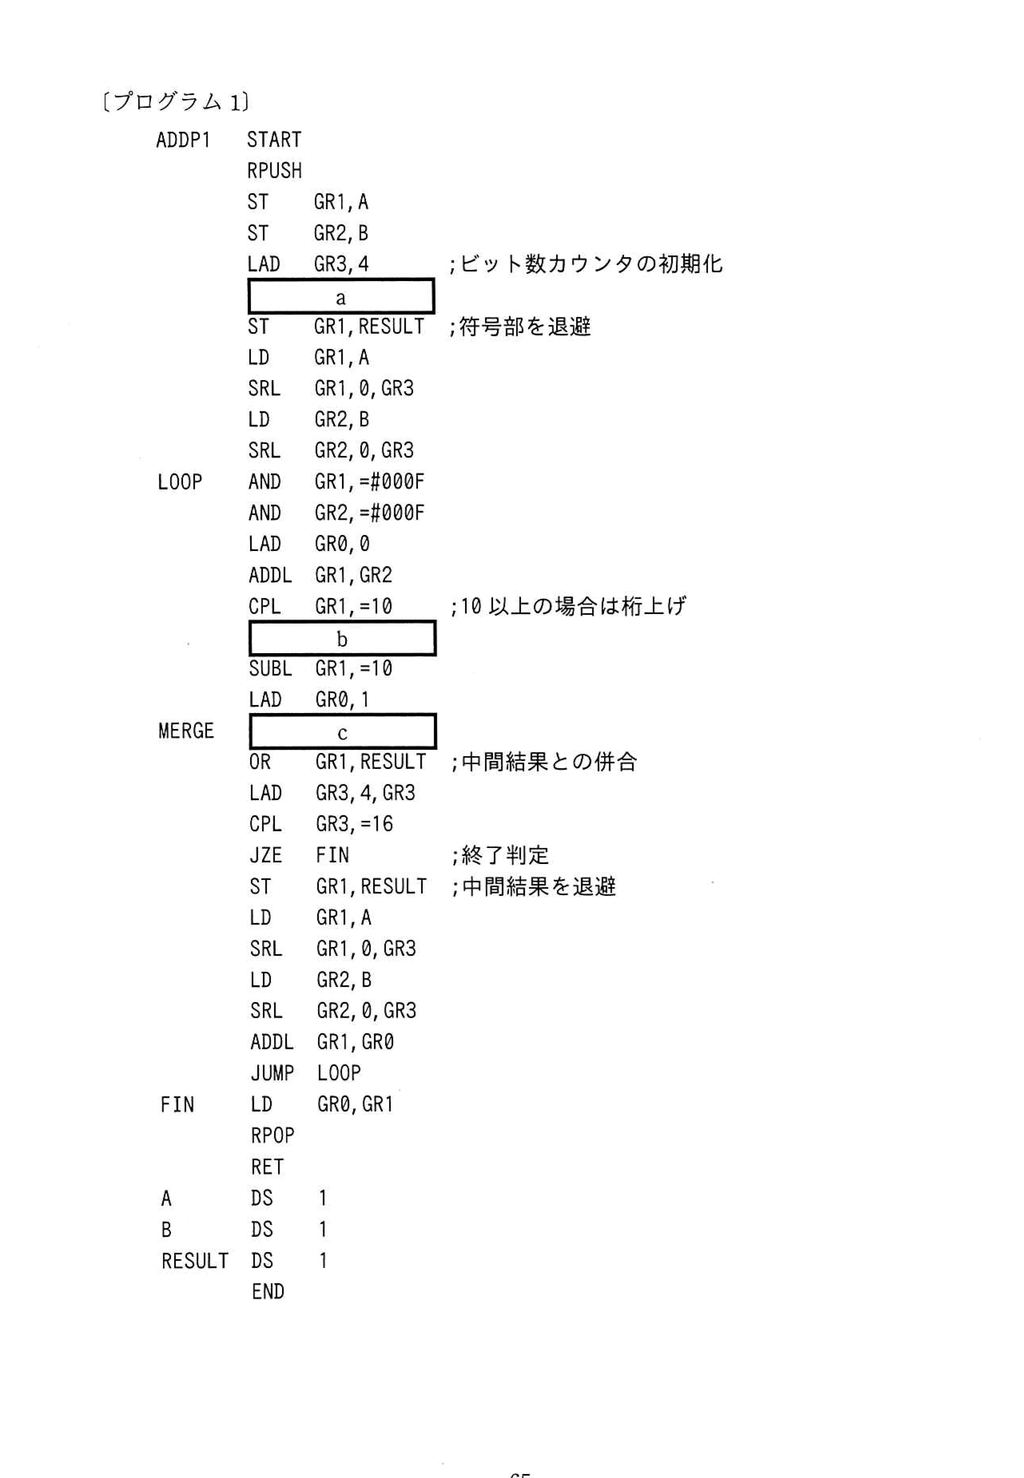 〔プログラム 1〕
ADDP1 START
RPUSH
ST GR1,A
ST GR2,B
LAD GR3,4 ;ビット数カウンタの初期化
a
ST GR1,RESULT ;符号部を退避
LD GR1,A
SRL GR1,0,GR3
LD GR2,B
SRL GR2,0,GR3
LOOP AND GR1,=#000F
AND GR2,=#000F
LAD GR0,0
ADDL GR1,GR2
CPL GR1,=10 ;10 以上の場合は桁上げ
b
SUBL GR1,=10
LAD GR0,1
MERGE c
OR GR1,RESULT ;中間結果との併合
LAD GR3,4,GR3
CPL GR3,=16
JZE FIN ;終了判定
ST GR1,RESULT ;中間結果を退避
LD GR1,A
SRL GR1,0,GR3
LD GR2,B
SRL GR2,0,GR3
ADDL GR1,GR0
JUMP LOOP
FIN LD GR0,GR1
RPOP
RET
A DS 1
B DS 1
RESULT DS 1
END